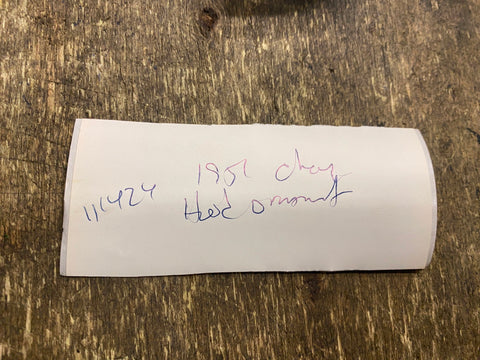 1951 chev
111424 Hood ornament